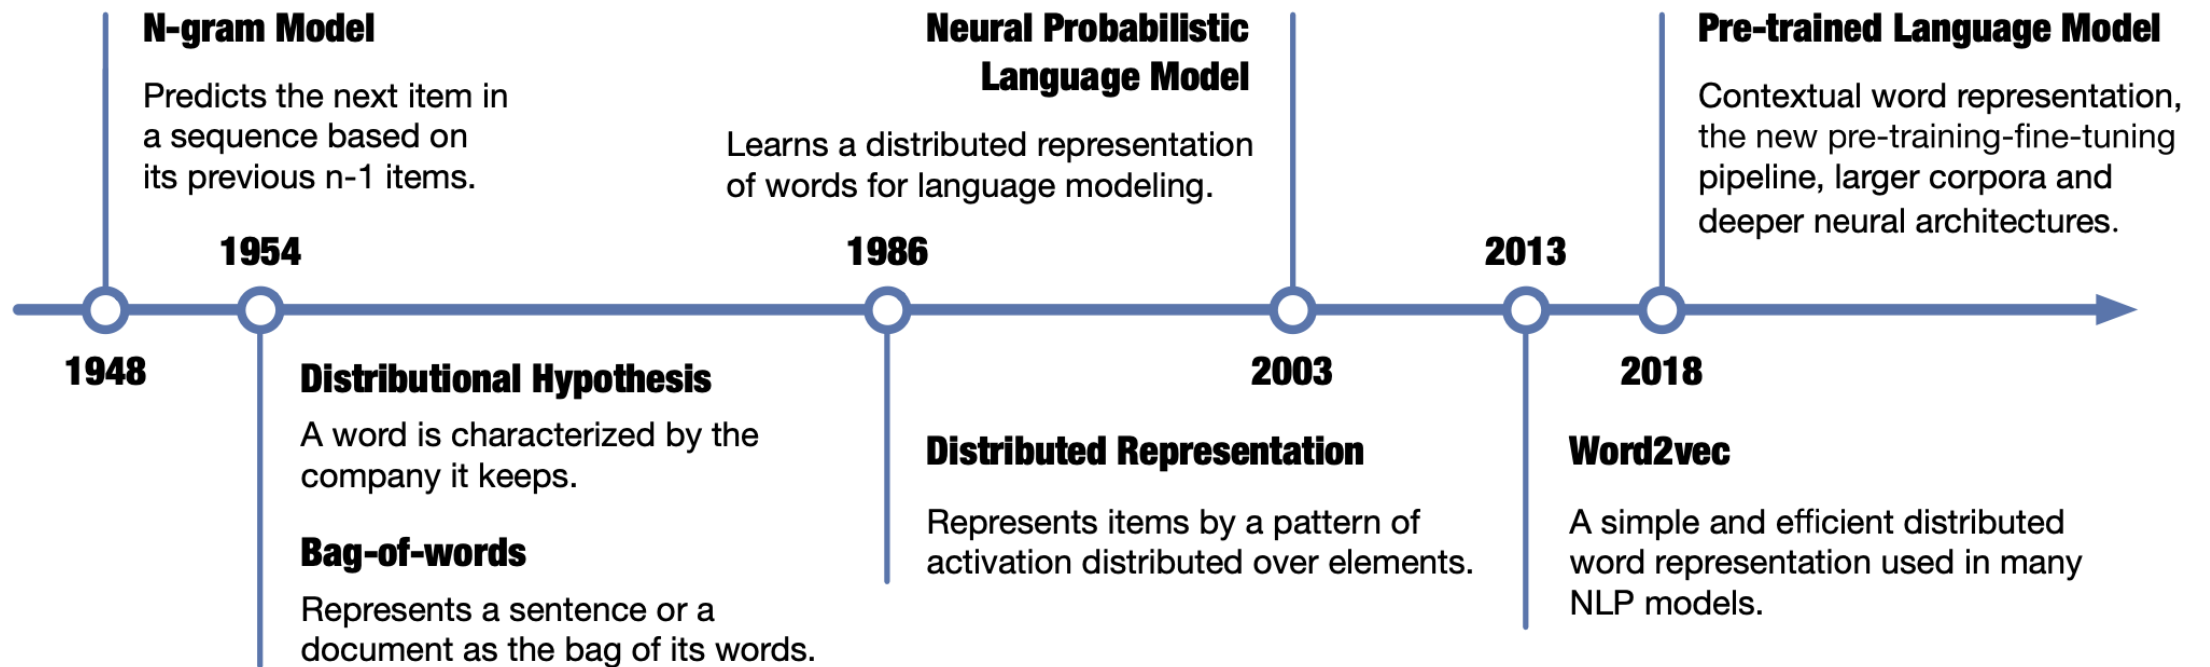 N-gram Model
Predicts the next item in
a sequence based on
its previous n-1 items.
1948
1954
Distributional Hypothesis
A word is characterized by the
company it keeps.
Bag-of-words
Represents a sentence or a
document as the bag of its words.
1986
Distributed Representation
Represents items by a pattern of
activation distributed over elements.
Neural Probabilistic
Language Model
Learns a distributed representation
of words for language modeling.
2003
2013
Word2vec
A simple and efficient distributed
word representation used in many
NLP models.
Pre-trained Language Model
Contextual word representation,
the new pre-training-fine-tuning
pipeline, larger corpora and
deeper neural architectures.
2018